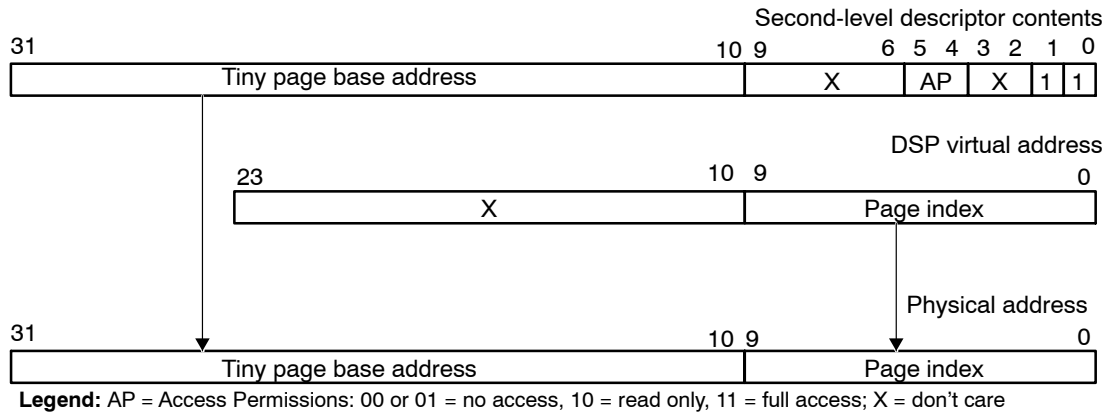 Second-level descriptor contents
31 10 9 6 5 4 3 2 1 0
Tiny page base address X AP X 1 1
DSP virtual address
23 10 9 0
X Page index
Physical address
31 10 9 0
Tiny page base address Page index
Legend: AP = Access Permissions: 00 or 01 = no access, 10 = read only, 11 = full access; X = don’t care